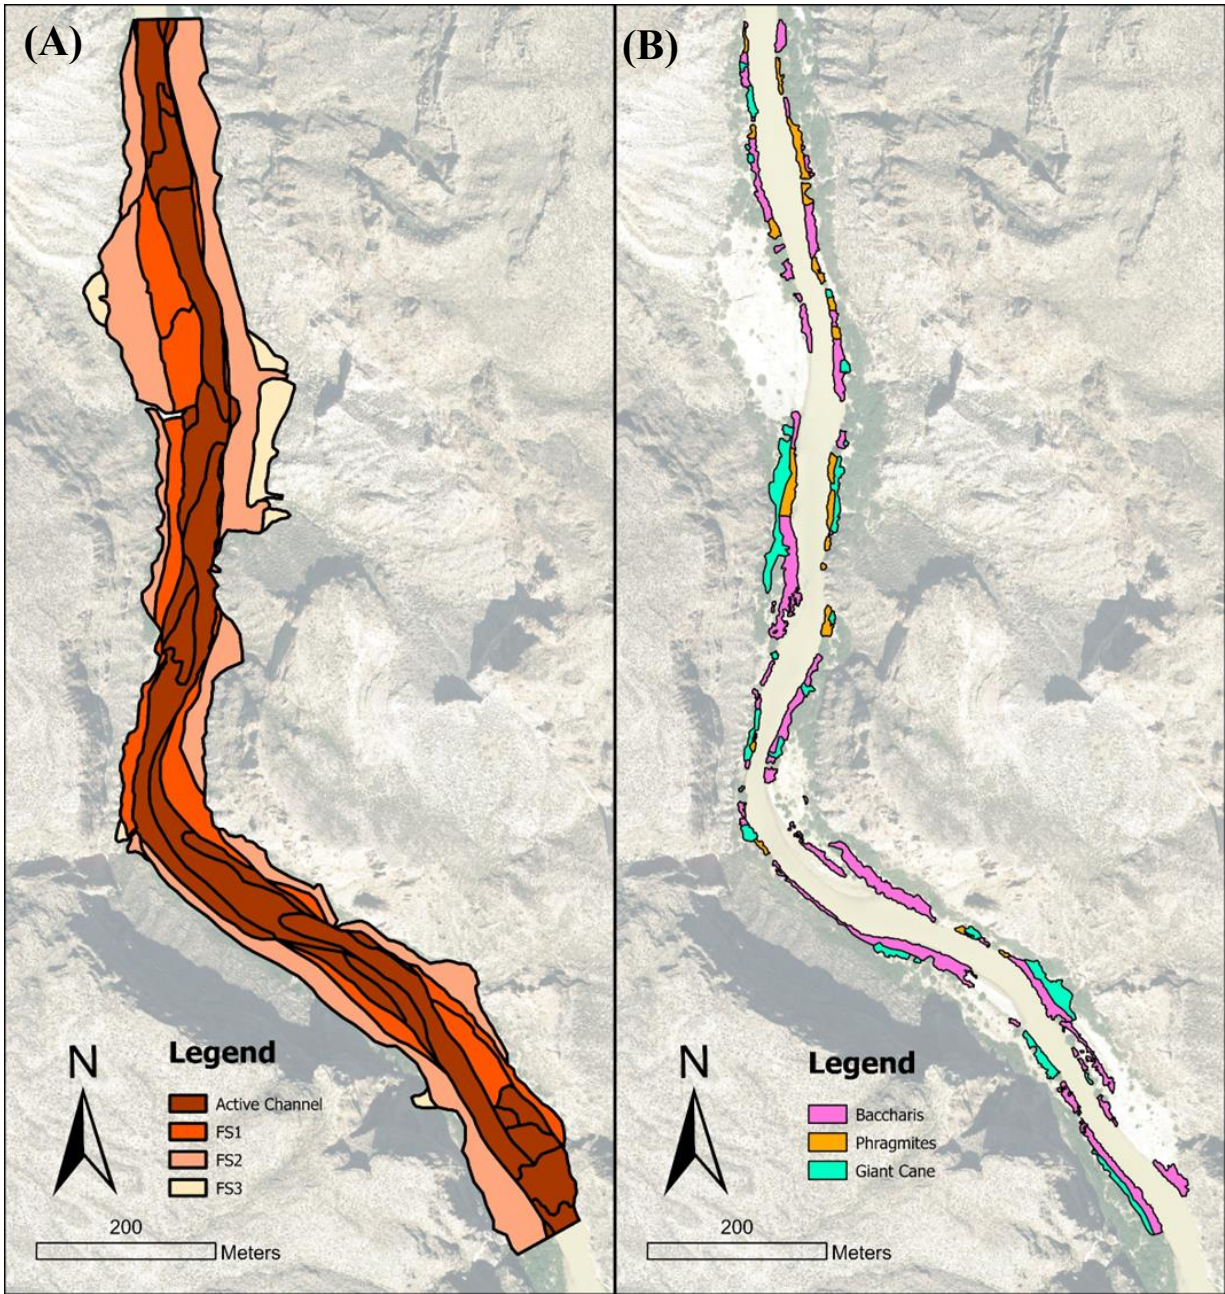 (A)
N
Legend
Active Channel
FS1
FS2
FS3
200
Meters
(B)
N
Legend
Baccharis
Phragmites
Giant Cane
200
Meters